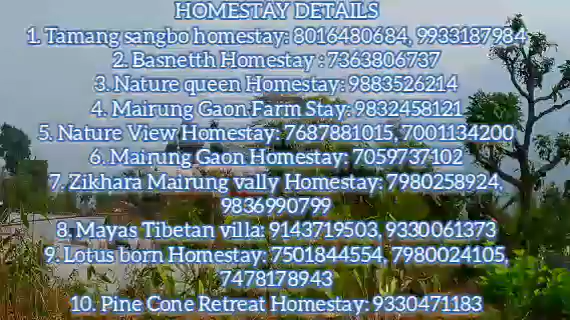 HOMESTAY DETAILS
1. Tamang sangbo homestay: 8016480684, 9933187984
2. Basnetth Homestay : 7363806737
3. Nature queen Homestay: 9883526214
4. Mairung Gaon Farm Stay: 9832458121
5. Nature View Homestay: 7687881015, 7001134200
6. Mairung Gaon Homestay: 7059737102
7. Zikhara Mairung vally Homestay: 7980258924,
9836990799
8. Mayas Tibetan villa: 9143719503, 9330061373
9. Lotus born Homestay: 7501844554, 7980024105,
7478178943
10. Pine Cone Retreat Homestay: 9330471183